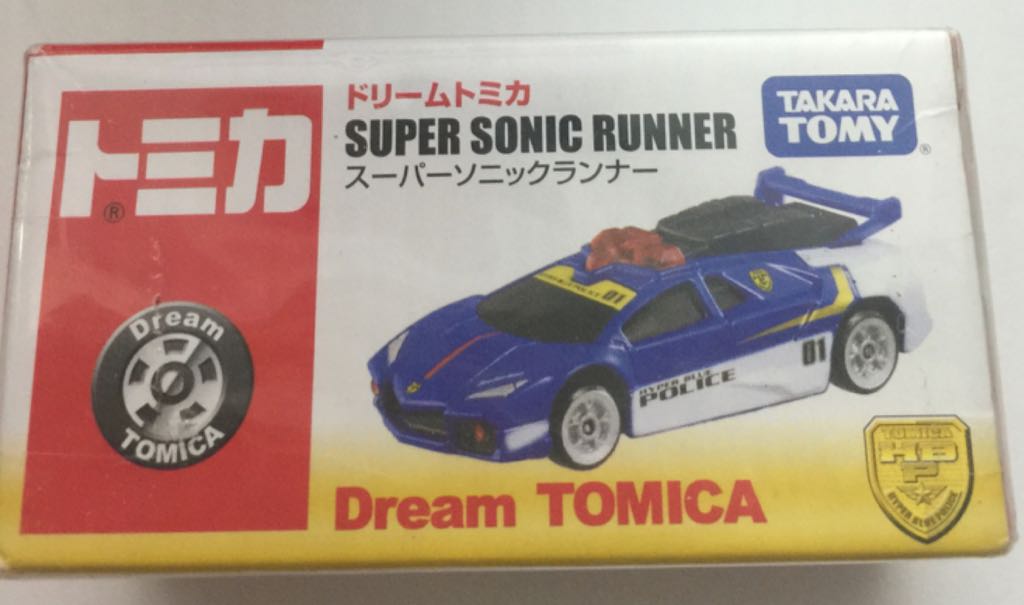 トミカ
®
Dream
TOMICA
ドリームトミカ
SUPER SONIC RUNNER
スーパーソニックランナー
TAKARA
TOMY
®
01
HYPER BLUE
POLICE
01
Dream TOMICA
TOMICA
HB
P
HYPER BLUE POLICE